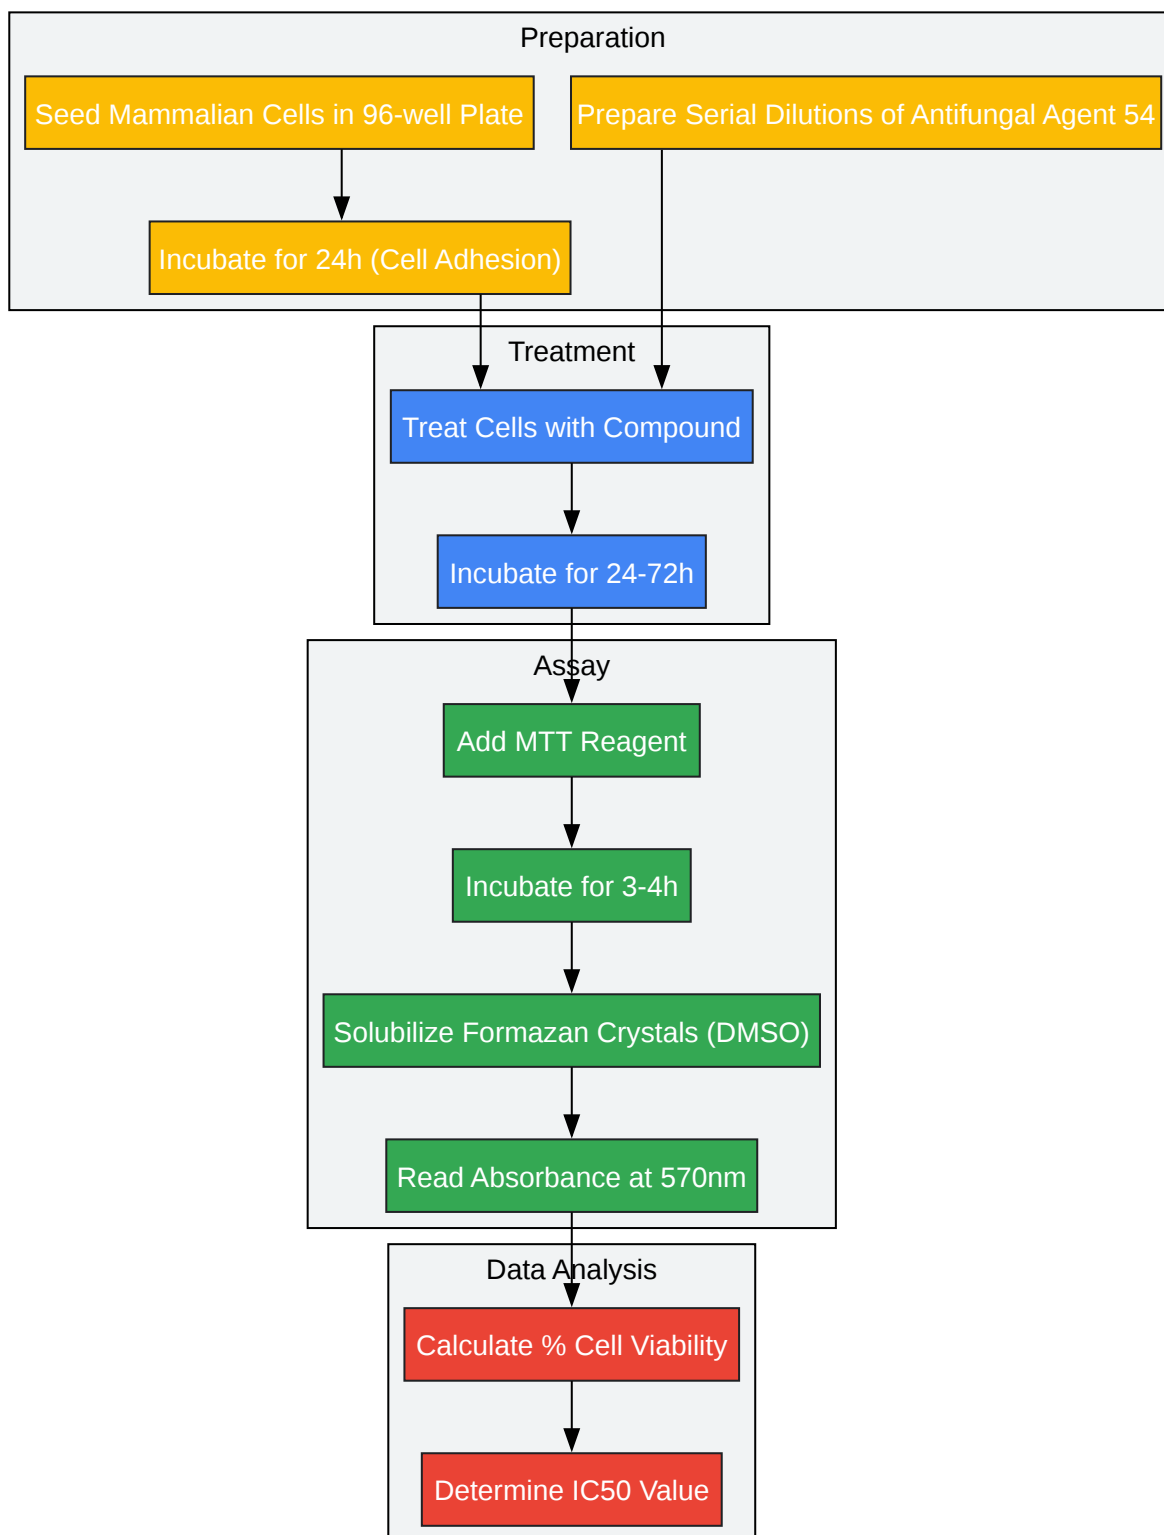 Preparation
Seed Mammalian Cells in 96-well Plate
Prepare Serial Dilutions of Antifungal Agent 54
Incubate for 24h (Cell Adhesion)
Treatment
Treat Cells with Compound
Incubate for 24-72h
Assay
Add MTT Reagent
Incubate for 3-4h
Solubilize Formazan Crystals (DMSO)
Read Absorbance at 570nm
Data Analysis
Calculate % Cell Viability
Determine IC50 Value